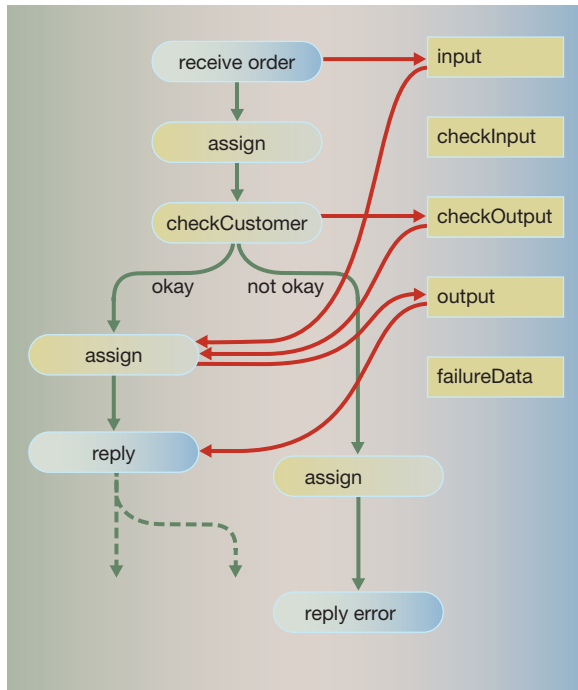 receive order
input
assign
checkInput
checkCustomer
checkOutput
okay
not okay
output
assign
failureData
reply
assign
reply error